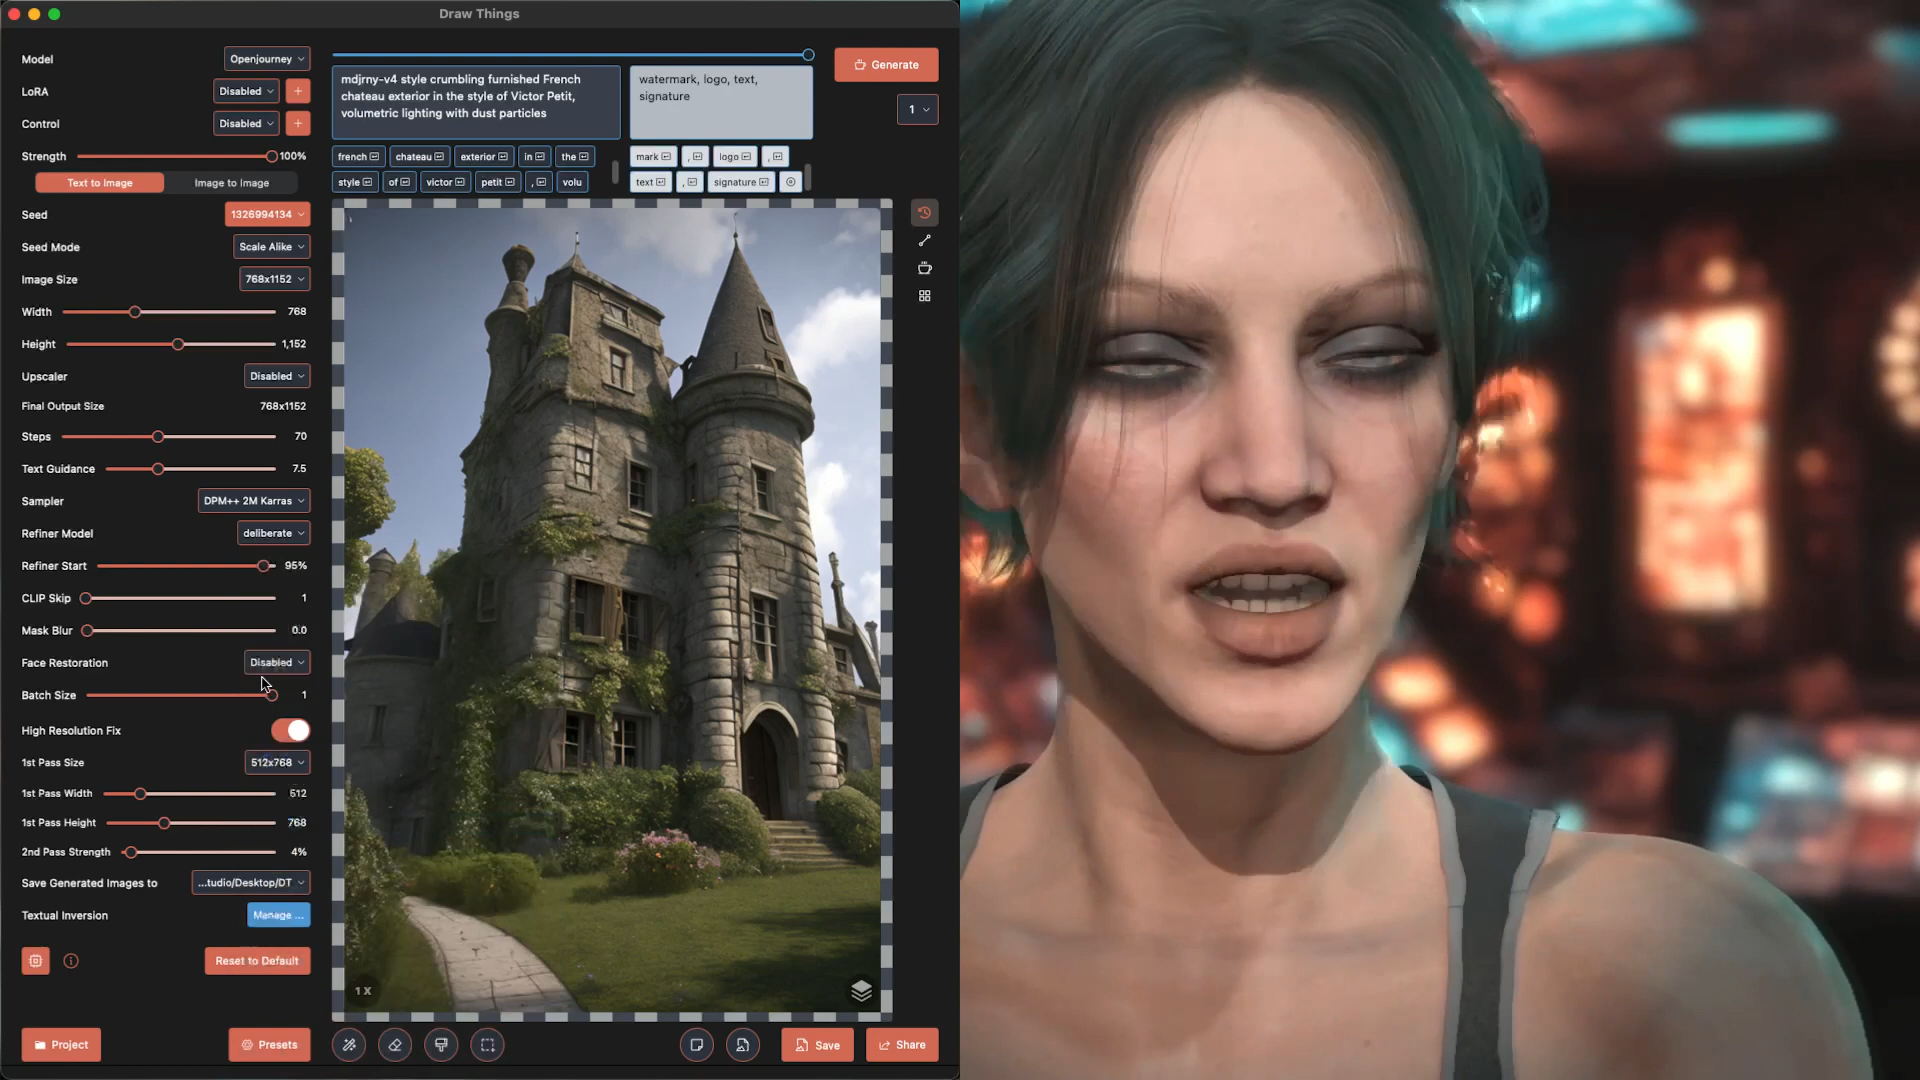 Draw Things
Model
Openjourney
LoRA
Disabled
+
Control
Disabled
+
Strength
100%
Text to Image
Image to Image
Seed
1326994134
Seed Mode
Scale Alike
Image Size
768x1152
Width
768
Height
1,152
Upscaler
Disabled
Final Output Size
768x1152
Steps
70
Text Guidance
7.5
Sampler
DPM++ 2M Karras
Refiner Model
deliberate
Refiner Start
95%
CLIP Skip
1
Mask Blur
0.0
Face Restoration
Disabled
Batch Size
1
High Resolution Fix
1st Pass Size
512x768
1st Pass Width
512
1st Pass Height
768
2nd Pass Strength
4%
Save Generated Images to
...tudio/Desktop/DT
Textual Inversion
Manage ...
Reset to Default
Project
Presets
mdjrny-v4 style crumbling furnished French
chateau exterior in the style of Victor Petit,
volumetric lighting with dust particles
watermark, logo, text,
signature
Generate
1
french chateau exterior in the
style of victor petit , volu
mark , logo ,
text , signature
1 X
Save
Share